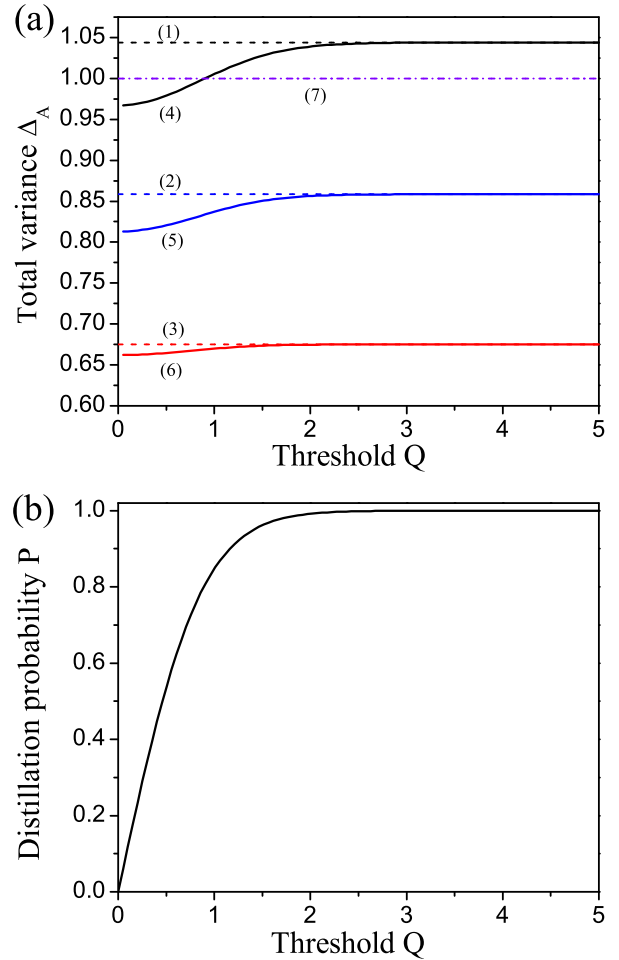 (a)
1.05
1.00
0.95
0.90
0.85
0.80
0.75
0.70
0.65
0.60
Total variance Δ_A
(1)
(7)
(4)
(2)
(5)
(3)
(6)
0 1 2 3 4 5
Threshold Q
(b)
1.0
0.8
0.6
0.4
0.2
0.0
Distillation probability P
0 1 2 3 4 5
Threshold Q